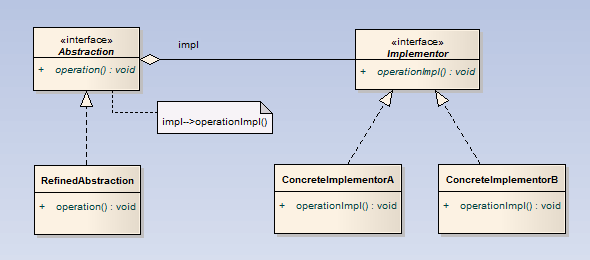 «interface»
Abstraction
+ operation() : void
impl
«interface»
Implementor
+ operationImpl() : void
impl-->operationImpl()
RefinedAbstraction
+ operation() : void
ConcreteImplementorA
+ operationImpl() : void
ConcreteImplementorB
+ operationImpl() : void